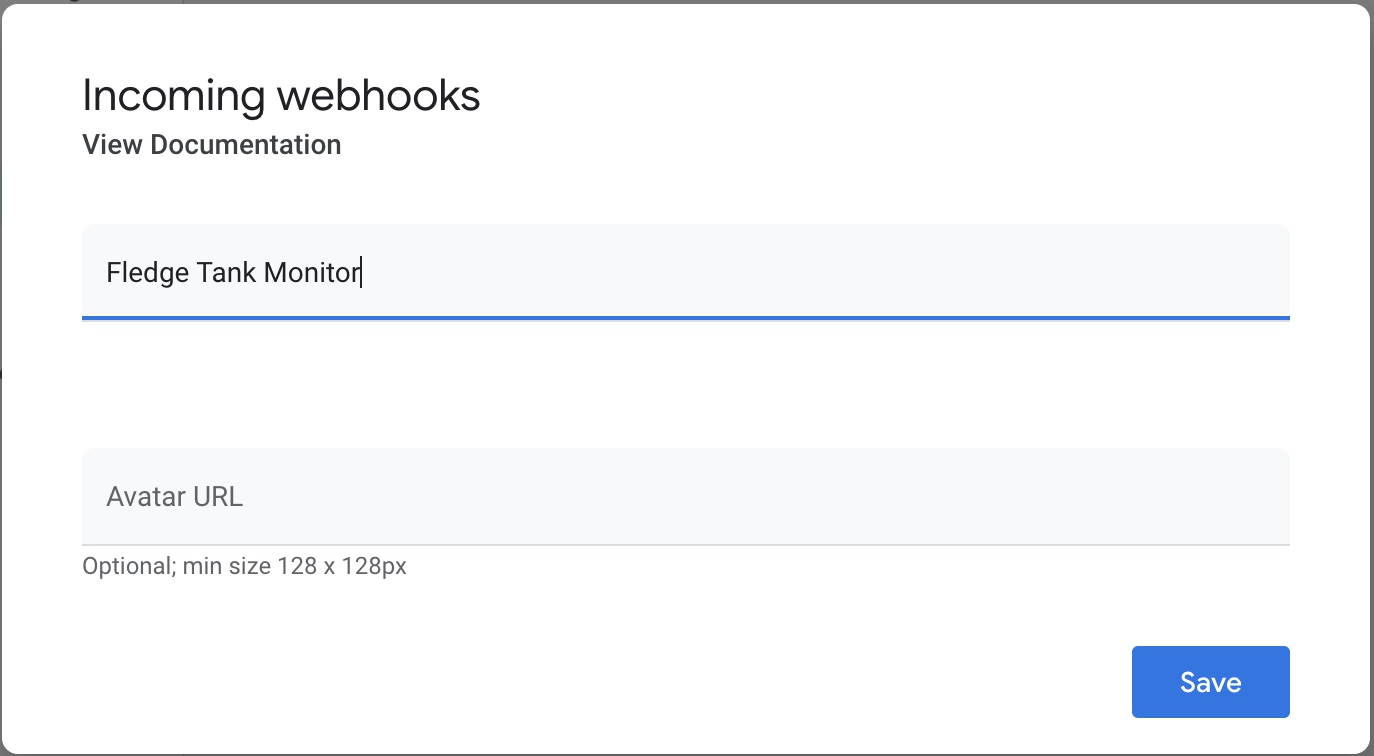 Incoming webhooks
View Documentation
Fledge Tank Monitor
Avatar URL
Optional; min size 128 x 128px
Save